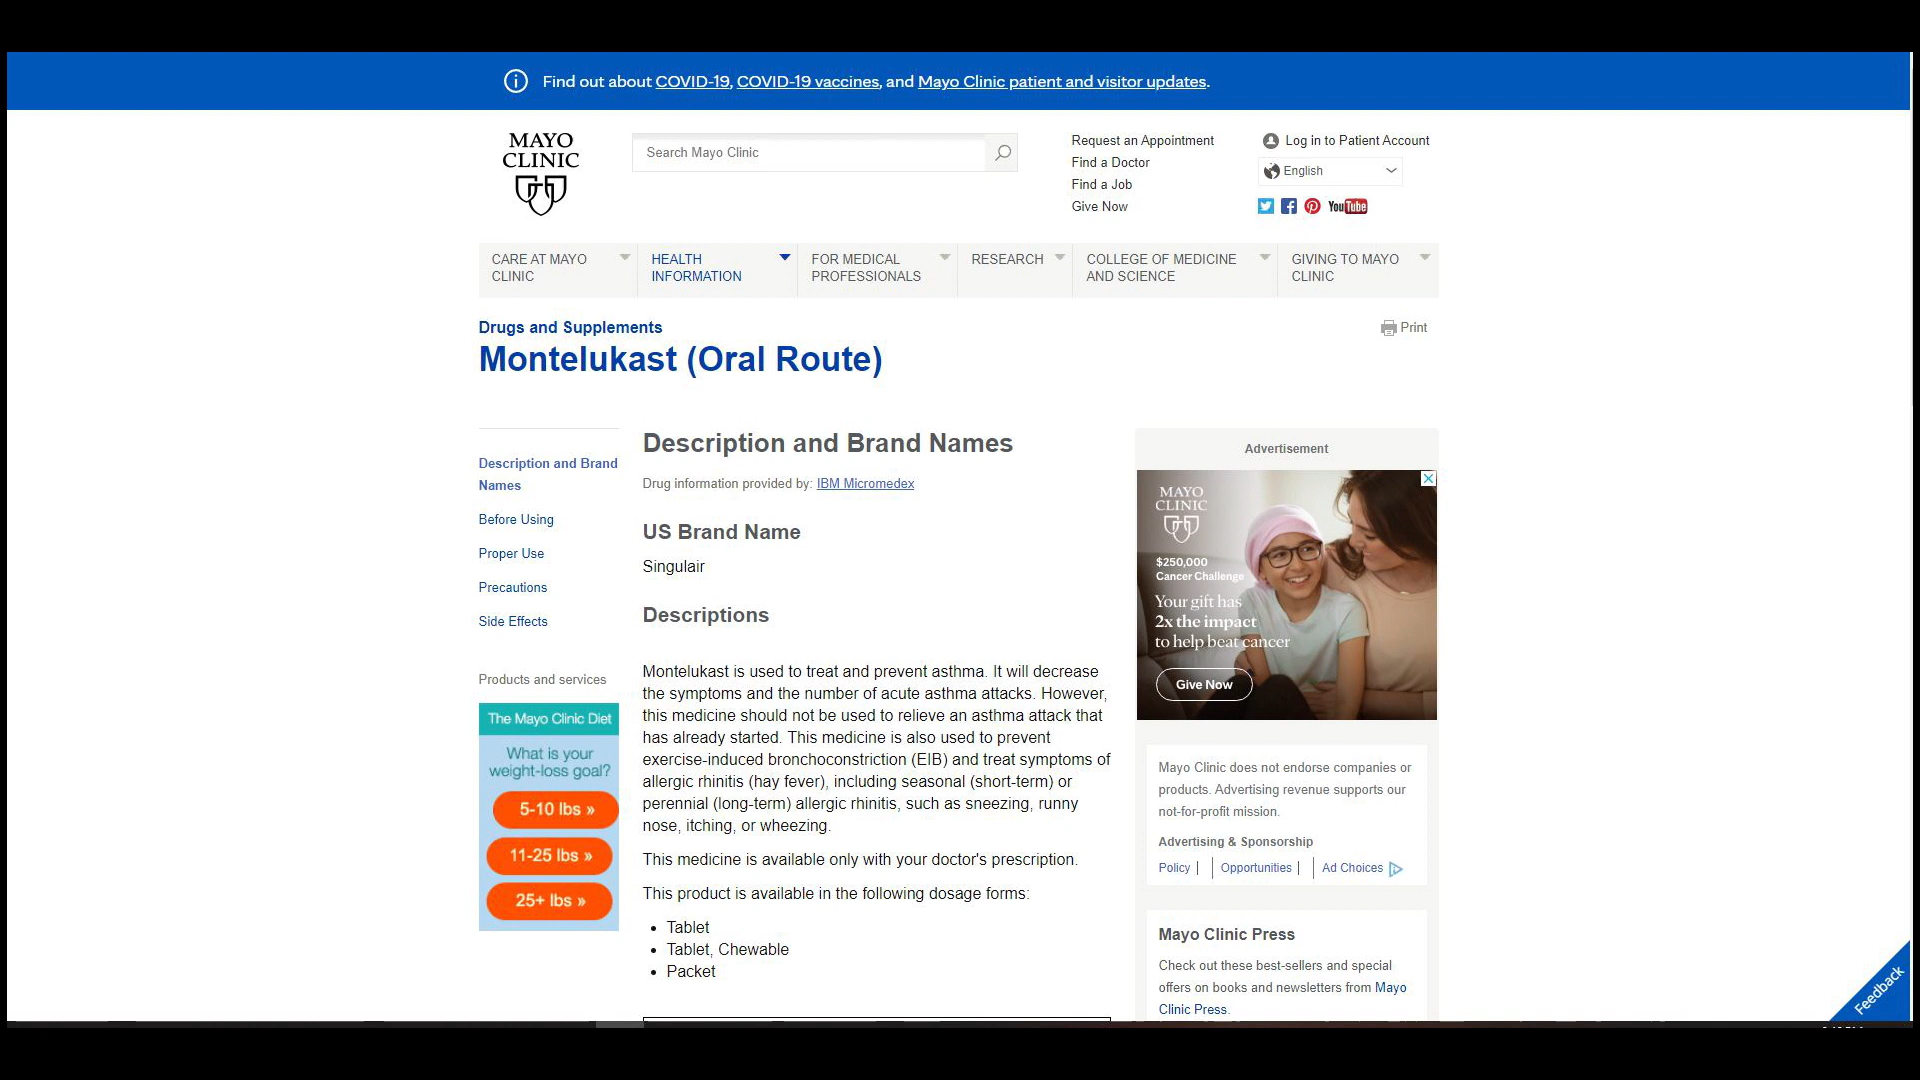 Find out about COVID-19, COVID-19 vaccines, and Mayo Clinic patient and visitor updates.
MAYO
CLINIC
Search Mayo Clinic
Request an Appointment
Find a Doctor
Find a Job
Give Now
Log in to Patient Account
English
YouTube
CARE AT MAYO
CLINIC
HEALTH
INFORMATION
FOR MEDICAL
PROFESSIONALS
RESEARCH
COLLEGE OF MEDICINE
AND SCIENCE
GIVING TO MAYO
CLINIC
Drugs and Supplements
Print
Montelukast (Oral Route)
Description and Brand
Names
Before Using
Proper Use
Precautions
Side Effects
Products and services
The Mayo Clinic Diet
What is your
weight-loss goal?
5-10 lbs »
11-25 lbs »
25+ lbs »
Description and Brand Names
Drug information provided by: IBM Micromedex
US Brand Name
Singulair
Descriptions
Montelukast is used to treat and prevent asthma. It will decrease
the symptoms and the number of acute asthma attacks. However,
this medicine should not be used to relieve an asthma attack that
has already started. This medicine is also used to prevent
exercise-induced bronchoconstriction (EIB) and treat symptoms of
allergic rhinitis (hay fever), including seasonal (short-term) or
perennial (long-term) allergic rhinitis, such as sneezing, runny
nose, itching, or wheezing.
This medicine is available only with your doctor's prescription.
This product is available in the following dosage forms:
• Tablet
• Tablet, Chewable
• Packet
Advertisement
MAYO
CLINIC
$250,000
Cancer Challenge
Your gift has
2x the impact
to help beat cancer
Give Now
Mayo Clinic does not endorse companies or
products. Advertising revenue supports our
not-for-profit mission.
Advertising & Sponsorship
Policy | Opportunities | Ad Choices
Mayo Clinic Press
Check out these best-sellers and special
offers on books and newsletters from Mayo
Clinic Press.
Feedback